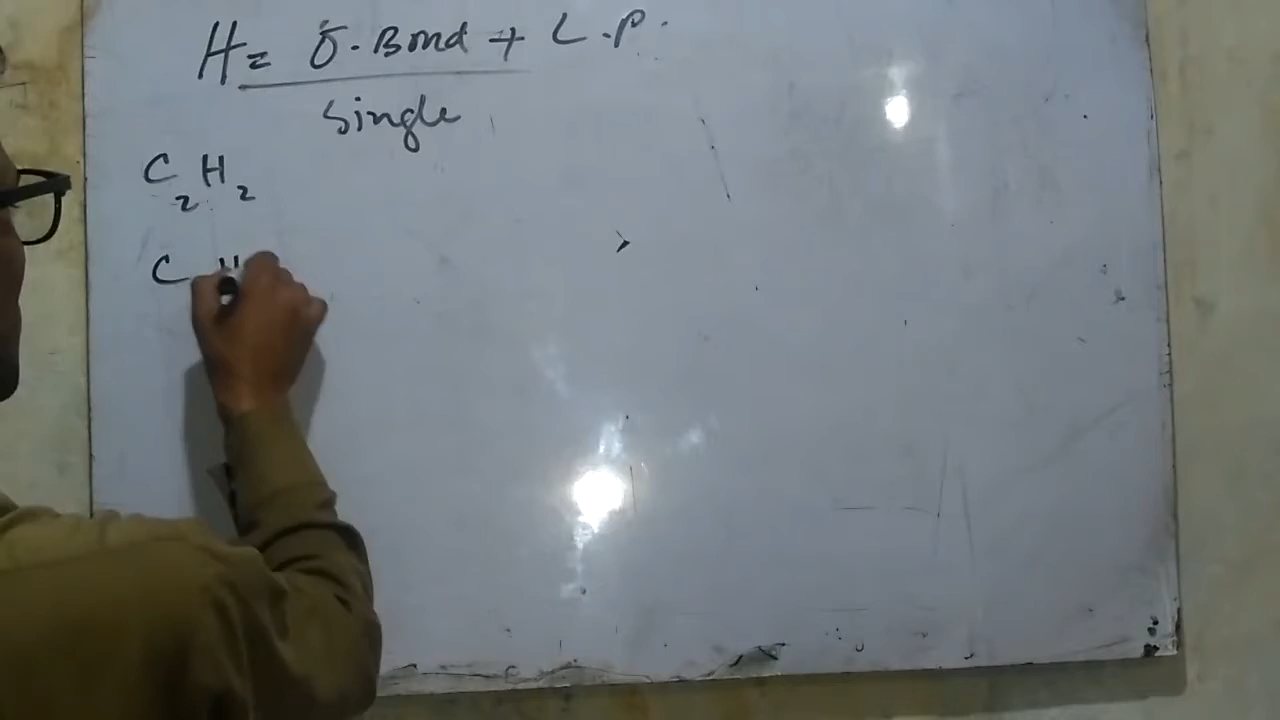 H = σ. Bond + L.P.
Single
C2H2
C H